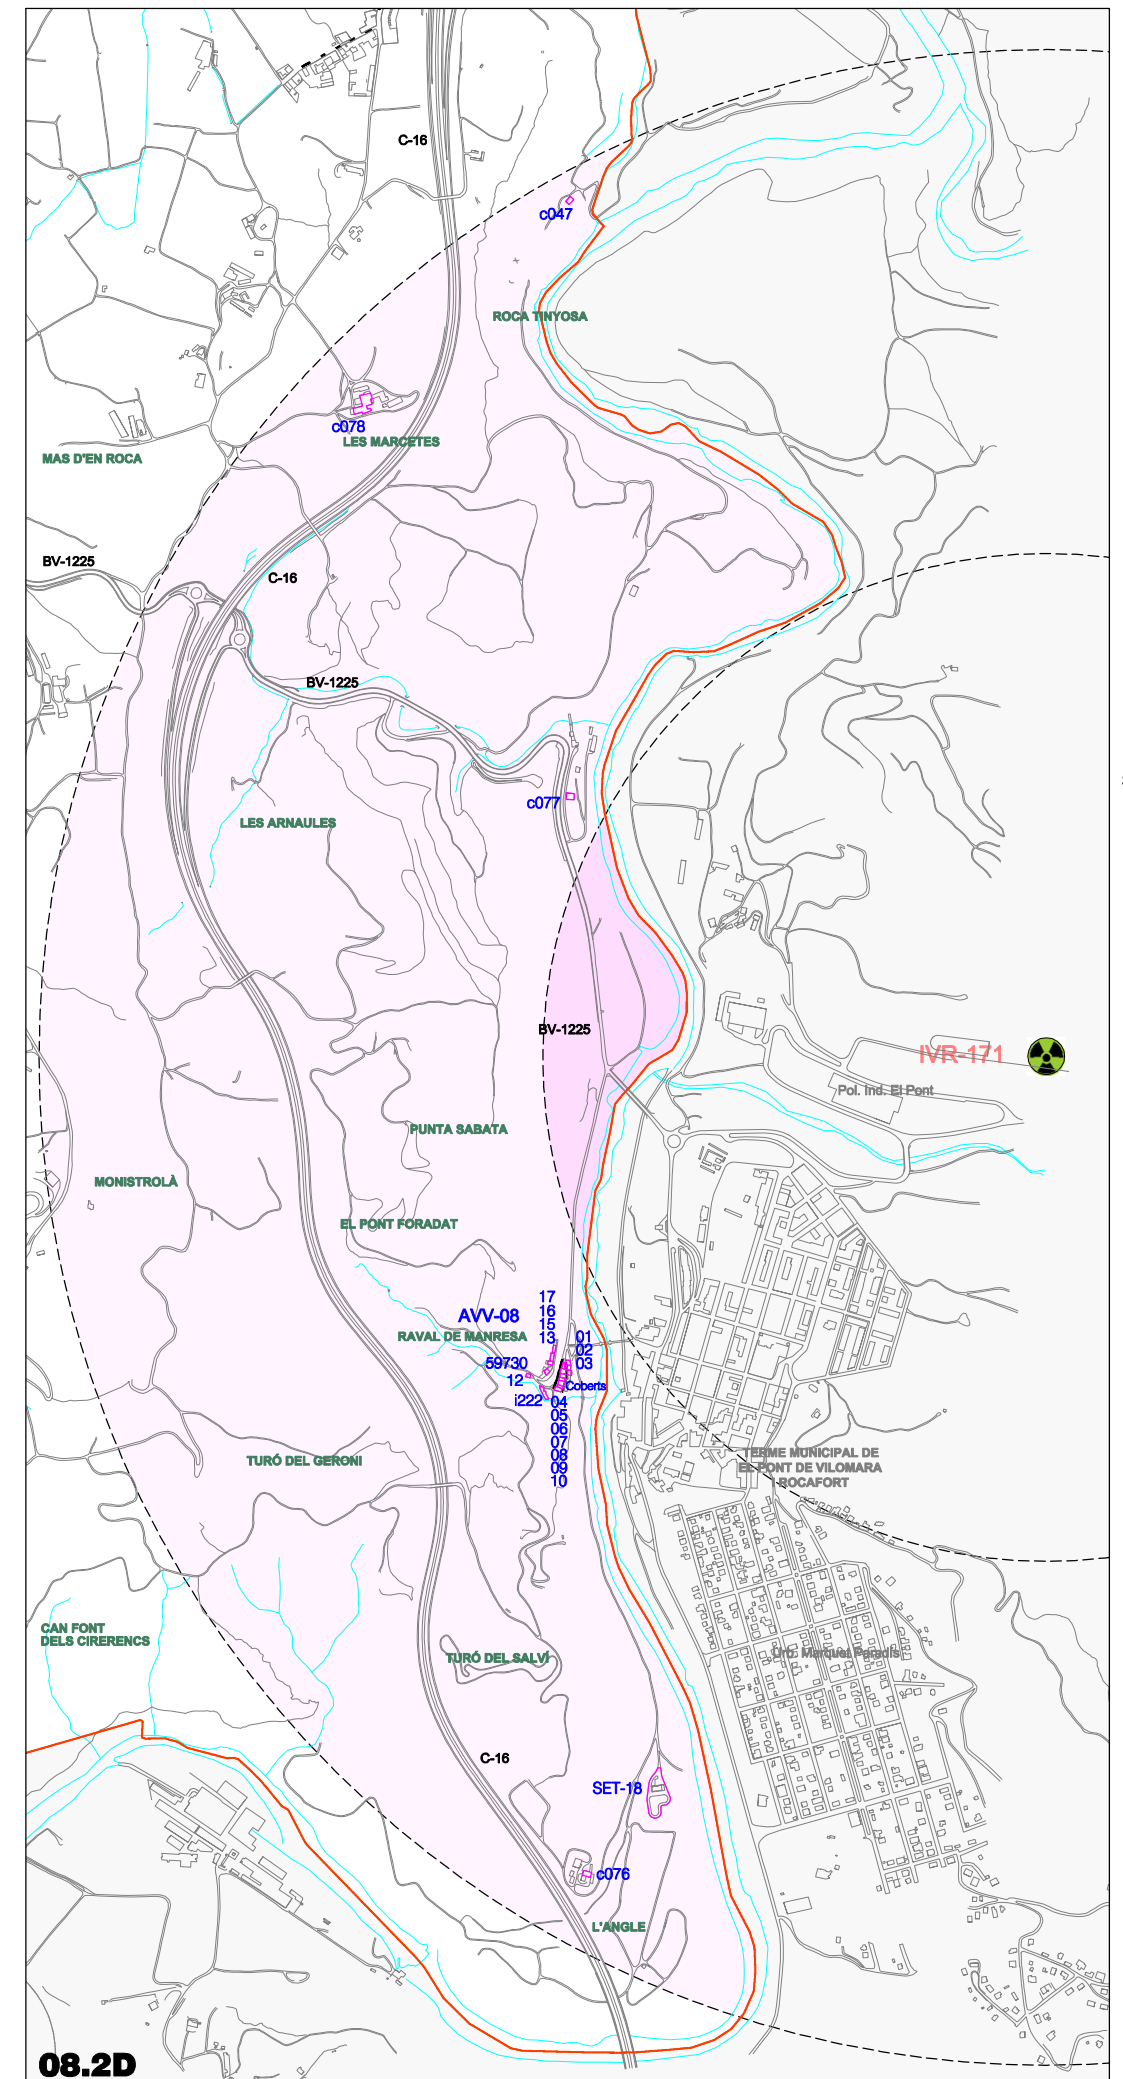 C-16
c047
ROCA TINYOSA
c078
LES MARCETES
MAS D'EN ROCA
BV-1225
C-16
BV-1225
c077
LES ARNAULES
BV-1225
IVR-171
Pol. Ind. El Pont
PUNTA SABATA
MONISTROLÀ
EL PONT FORADAT
17
AVV-08
16
15
RAVAL DE MANRESA
13
01
02
59730
03
12
Coberts
i222
04
05
06
07
08
09
10
TERME MUNICIPAL DE
EL PONT DE VILOMARA
I ROCAFORT
TURÓ DEL GERONI
CAN FONT
DELS CIRERENCS
TURÓ DEL SALVÍ
Urb. Marquet Paradís
C-16
SET-18
c076
L'ANGLE
08.2D